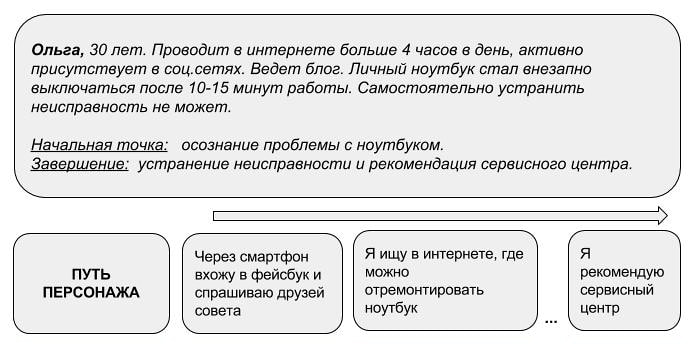 Ольга, 30 лет. Проводит в интернете больше 4 часов в день, активно
присутствует в соц.сетях. Ведет блог. Личный ноутбук стал внезапно
выключаться после 10-15 минут работы. Самостоятельно устранить
неисправность не может.
Начальная точка: осознание проблемы с ноутбуком.
Завершение: устранение неисправности и рекомендация сервисного центра.
ПУТЬ
ПЕРСОНАЖА
Через смартфон
вхожу в фейсбук и
спрашиваю друзей
совета
Я ищу в интернете, где
можно
отремонтировать
ноутбук
...
Я
рекомендую
сервисный
центр